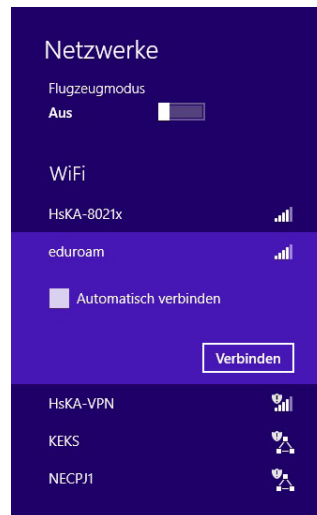 Netzwerke
Flugzeugmodus
Aus
WiFi
HsKA-8021x
eduroam
Automatisch verbinden
Verbinden
HsKA-VPN
KEKS
NECPJ1